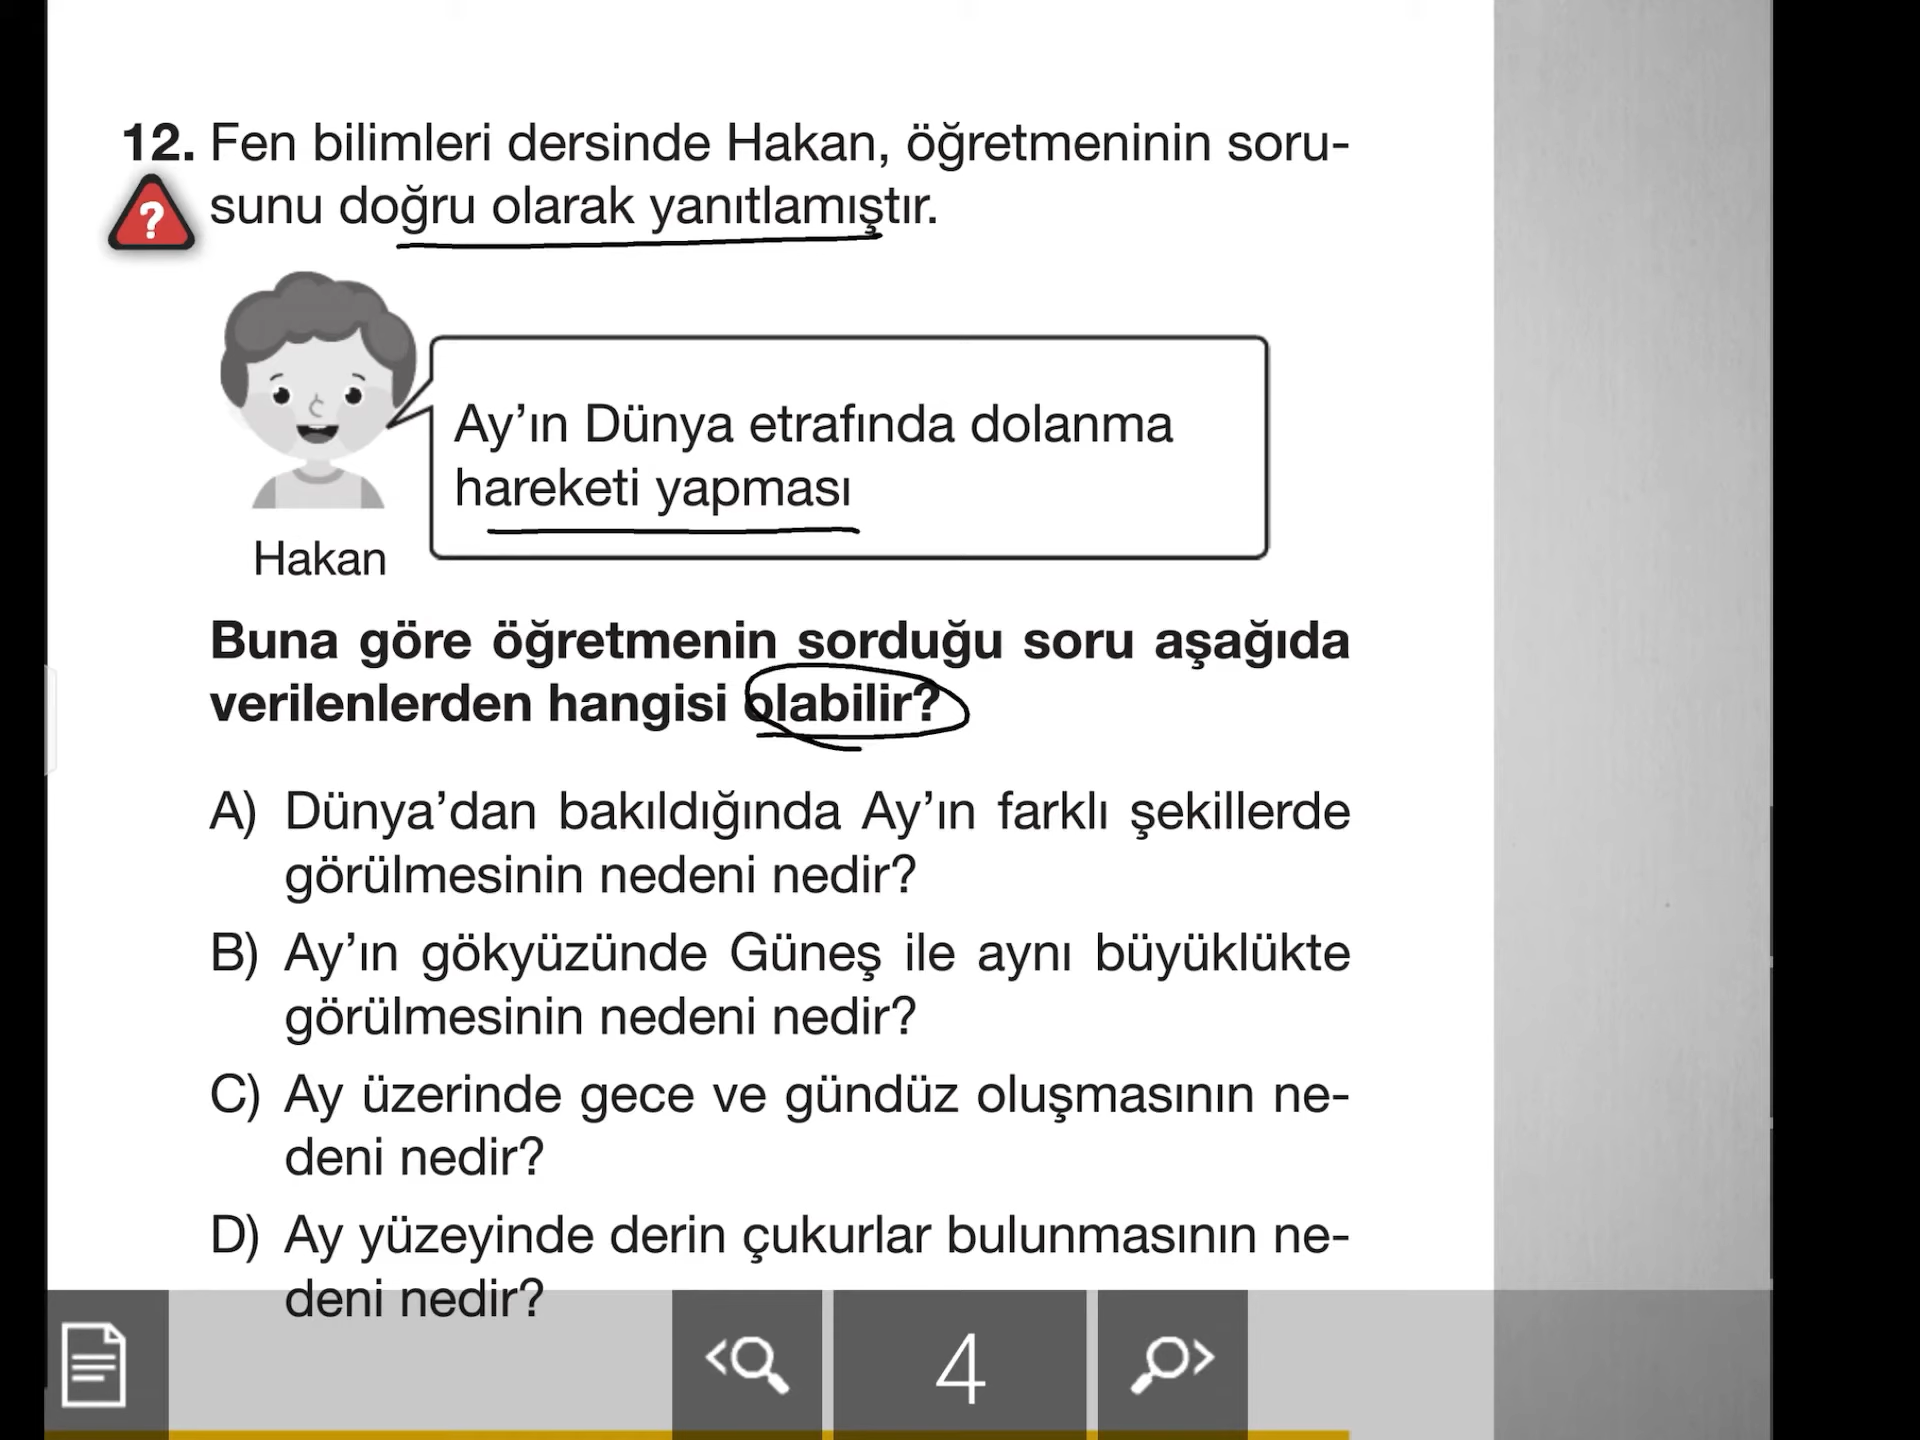 12. Fen bilimleri dersinde Hakan, öğretmeninin soru-
? sunu doğru olarak yanıtlamıştır.
Ay'ın Dünya etrafında dolanma
hareketi yapması
Hakan
Buna göre öğretmenin sorduğu soru aşağıda
verilenlerden hangisi olabilir?
A) Dünya'dan bakıldığında Ay'ın farklı şekillerde
görülmesinin nedeni nedir?
B) Ay'ın gökyüzünde Güneş ile aynı büyüklükte
görülmesinin nedeni nedir?
C) Ay üzerinde gece ve gündüz oluşmasının ne-
deni nedir?
D) Ay yüzeyinde derin çukurlar bulunmasının ne-
deni nedir?
4